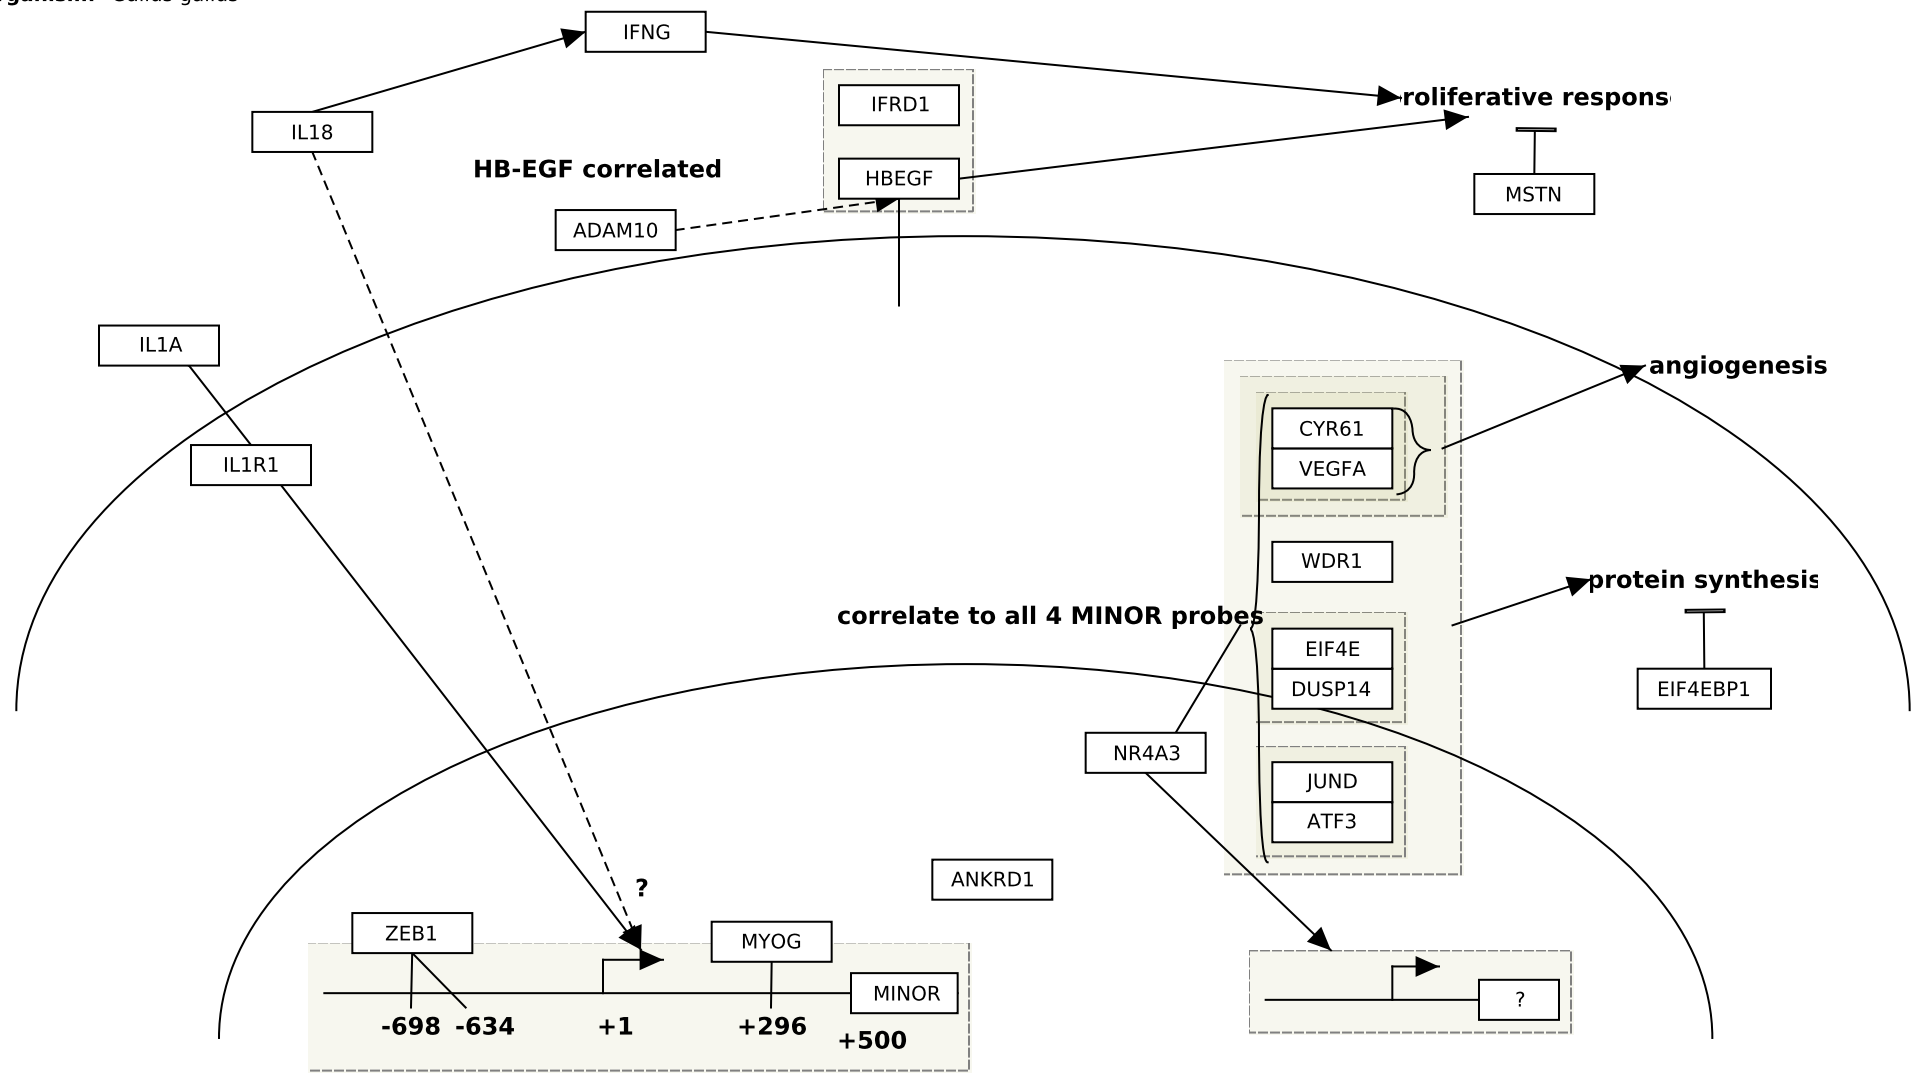 Gallus gallus
IFNG
IFRD1
roliferative respons
IL18
HB-EGF correlated
HBEGF
MSTN
ADAM10
IL1A
angiogenesis
CYR61
IL1R1
VEGFA
WDR1
protein synthesis
correlate to all 4 MINOR probes
EIF4E
DUSP14
EIF4EBP1
NR4A3
JUND
ATF3
ANKRD1
?
ZEB1
MYOG
MINOR
?
-698 -634 +1 +296
+500